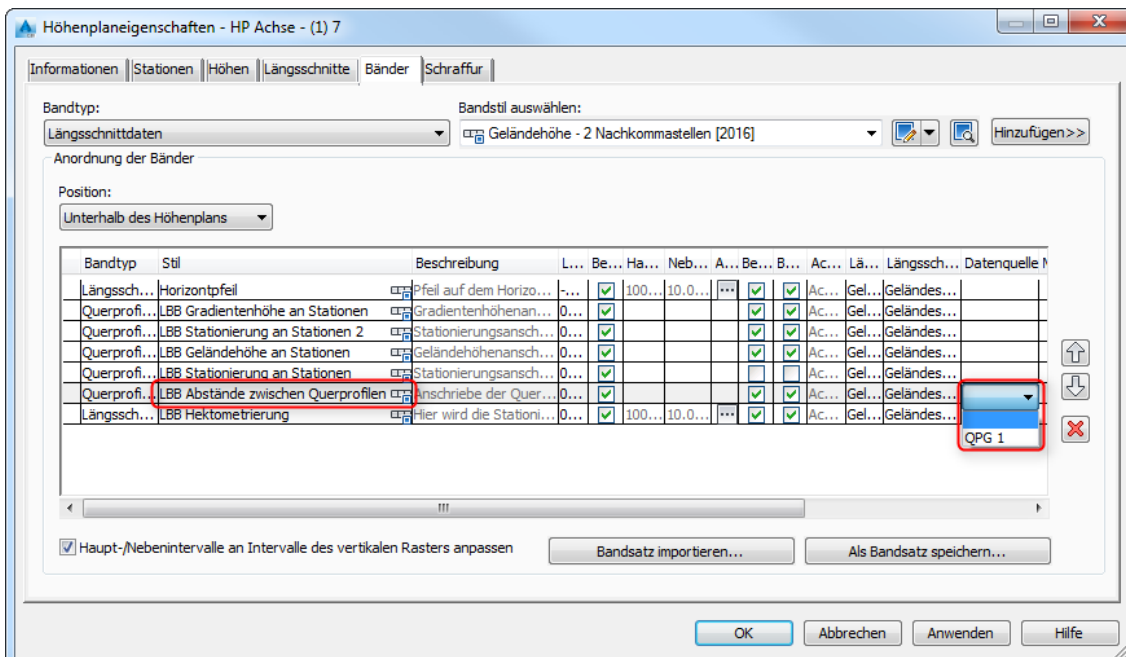 Höhenplaneigenschaften - HP Achse - (1) 7
Informationen Stationen Höhen Längsschnitte Bänder Schraffur
Bandtyp: Bandstil auswählen:
Längsschnittdaten Geländehöhe - 2 Nachkommastellen [2016] Hinzufügen>>
Anordnung der Bänder
Position:
Unterhalb des Höhenplans
Bandtyp Stil Beschreibung L... Be... Ha... Neb... A... Be... B... Ac... Lä... Längssch... Datenquelle
Längssch... Horizontpfeil Pfeil auf dem Horizo... -... 100... 10.0... ... Ac... Gel... Geländes...
Querprofi... LBB Gradientenhöhe an Stationen Gradientenhöhenan... 0... Ac... Gel... Geländes...
Querprofi... LBB Stationierung an Stationen 2 Stationierungsansch... 0... Ac... Gel... Geländes...
Querprofi... LBB Geländehöhe an Stationen Geländehöhenansch... 0... Ac... Gel... Geländes...
Querprofi... LBB Stationierung an Stationen Stationierungsansch... 0... Ac... Gel... Geländes...
Querprofi... LBB Abstände zwischen Querprofilen Anschriebe der Quer... 0... Ac... Gel... Geländes...
Längssch... LBB Hektometrierung Hier wird die Stationi... 0... 100... 10.0... ... Ac... Gel... Geländes...
QPG 1
Haupt-/Nebenintervalle an Intervalle des vertikalen Rasters anpassen Bandsatz importieren... Als Bandsatz speichern...
OK Abbrechen Anwenden Hilfe